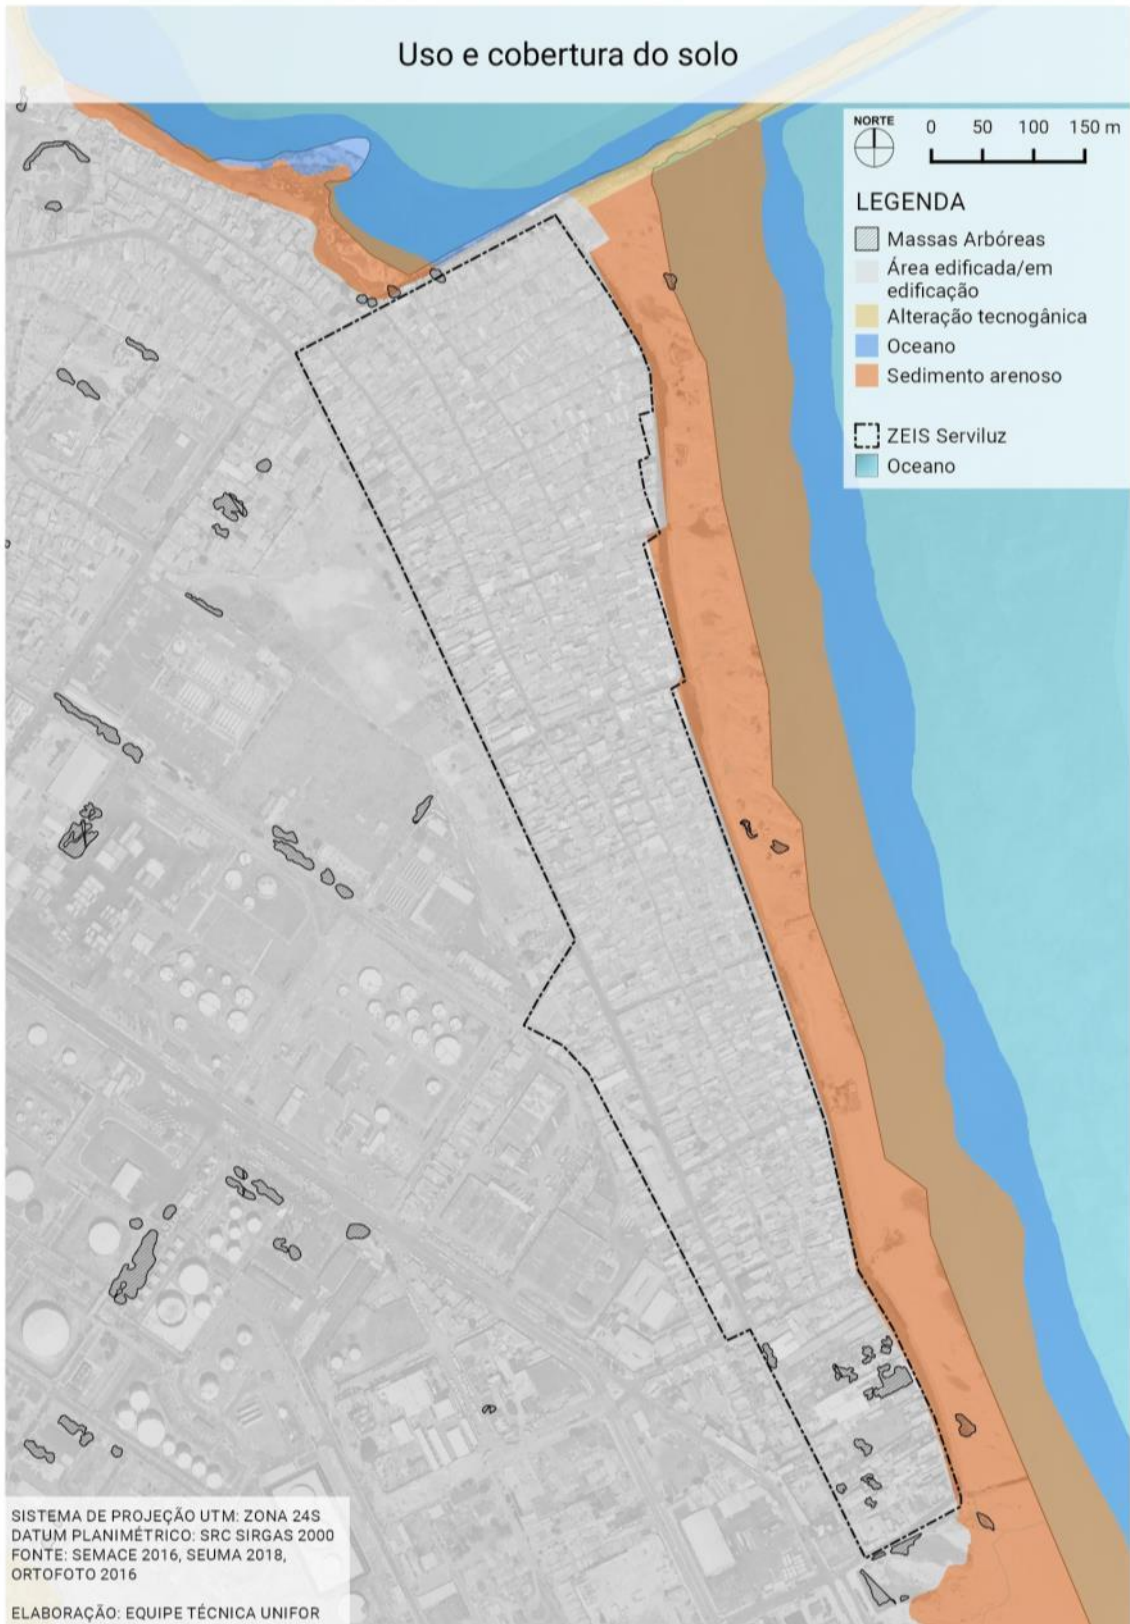 Uso e cobertura do solo
NORTE
0 50 100 150 m
LEGENDA
Massas Arbóreas
Área edificada/em
edificação
Alteração tecnogânica
Oceano
Sedimento arenoso
ZEIS Serviluz
Oceano
SISTEMA DE PROJEÇÃO UTM: ZONA 24S
DATUM PLANIMÉTRICO: SRC SIRGAS 2000
FONTE: SEMACE 2016, SEUMA 2018,
ORTOFOTO 2016
ELABORAÇÃO: EQUIPE TÉCNICA UNIFOR